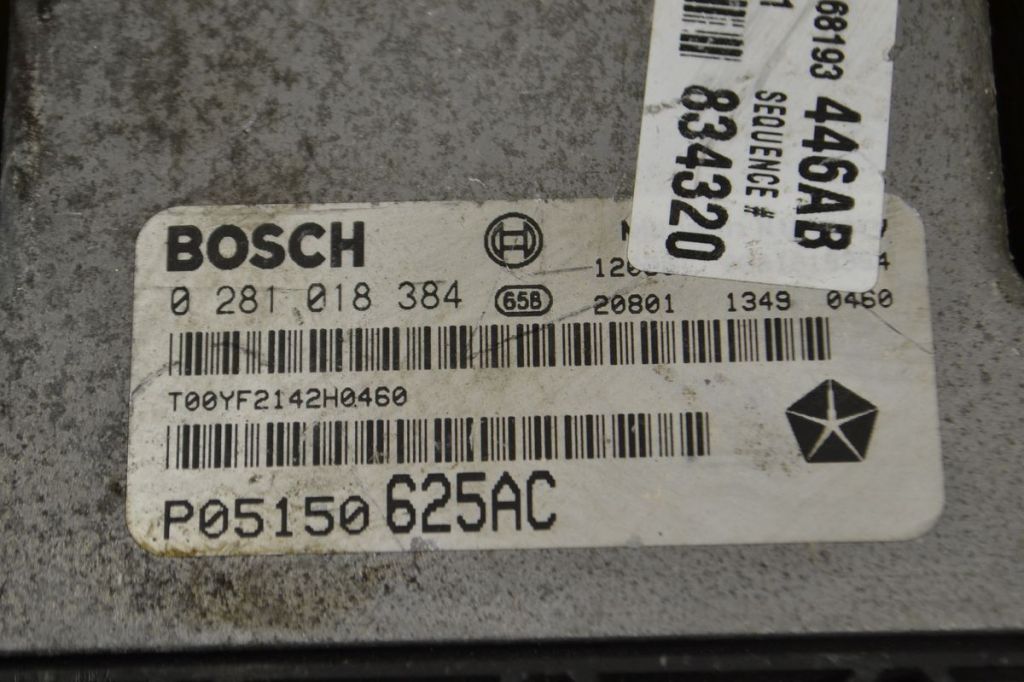 68193 446AB
SEQUENCE #
834320
BOSCH
0 281 018 384 65B 20801 1349 0460
T00YF2142H0460
P05150 625AC